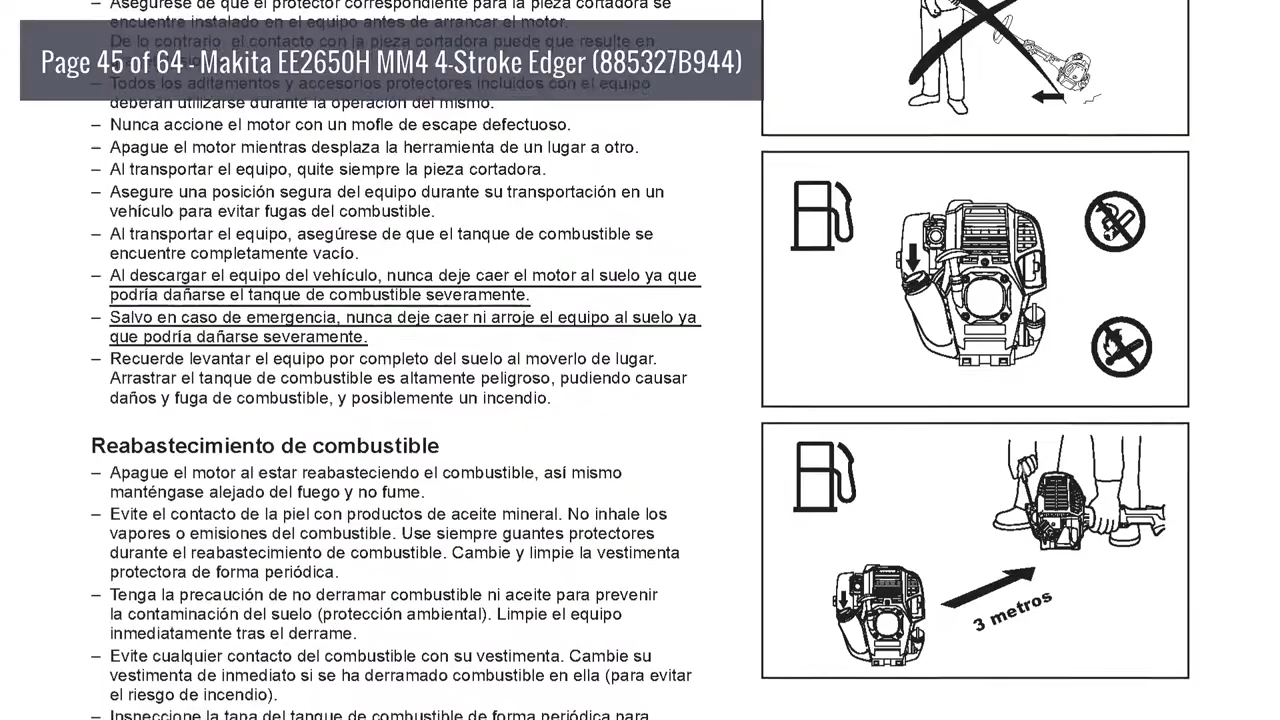 – Asegúrese de que el protector correspondiente para la pieza cortadora se
encuentre instalado en el equipo antes de arrancar el motor.
De lo contrario, el contacto con la pieza cortadora puede que resulte en
Page 45 of 64 - Makita EE2650H MM4 4-Stroke Edger (885327B944)
– Todos los aditamentos y accesorios protectores incluidos con el equipo
deberán utilizarse durante la operación del mismo.
– Nunca accione el motor con un mofle de escape defectuoso.
– Apague el motor mientras desplaza la herramienta de un lugar a otro.
– Al transportar el equipo, quite siempre la pieza cortadora.
– Asegure una posición segura del equipo durante su transportación en un
vehículo para evitar fugas del combustible.
– Al transportar el equipo, asegúrese de que el tanque de combustible se
encuentre completamente vacío.
– Al descargar el equipo del vehículo, nunca deje caer el motor al suelo ya que
podría dañarse el tanque de combustible severamente.
– Salvo en caso de emergencia, nunca deje caer ni arroje el equipo al suelo ya
que podría dañarse severamente.
– Recuerde levantar el equipo por completo del suelo al moverlo de lugar.
Arrastrar el tanque de combustible es altamente peligroso, pudiendo causar
daños y fuga de combustible, y posiblemente un incendio.
Reabastecimiento de combustible
– Apague el motor al estar reabasteciendo el combustible, así mismo
manténgase alejado del fuego y no fume.
– Evite el contacto de la piel con productos de aceite mineral. No inhale los
vapores o emisiones del combustible. Use siempre guantes protectores
durante el reabastecimiento de combustible. Cambie y limpie la vestimenta
protectora de forma periódica.
– Tenga la precaución de no derramar combustible ni aceite para prevenir
la contaminación del suelo (protección ambiental). Limpie el equipo
inmediatamente tras el derrame.
– Evite cualquier contacto del combustible con su vestimenta. Cambie su
vestimenta de inmediato si se ha derramado combustible en ella (para evitar
el riesgo de incendio).
– Inspeccione la tapa del tanque de combustible de forma periódica para
3 metros